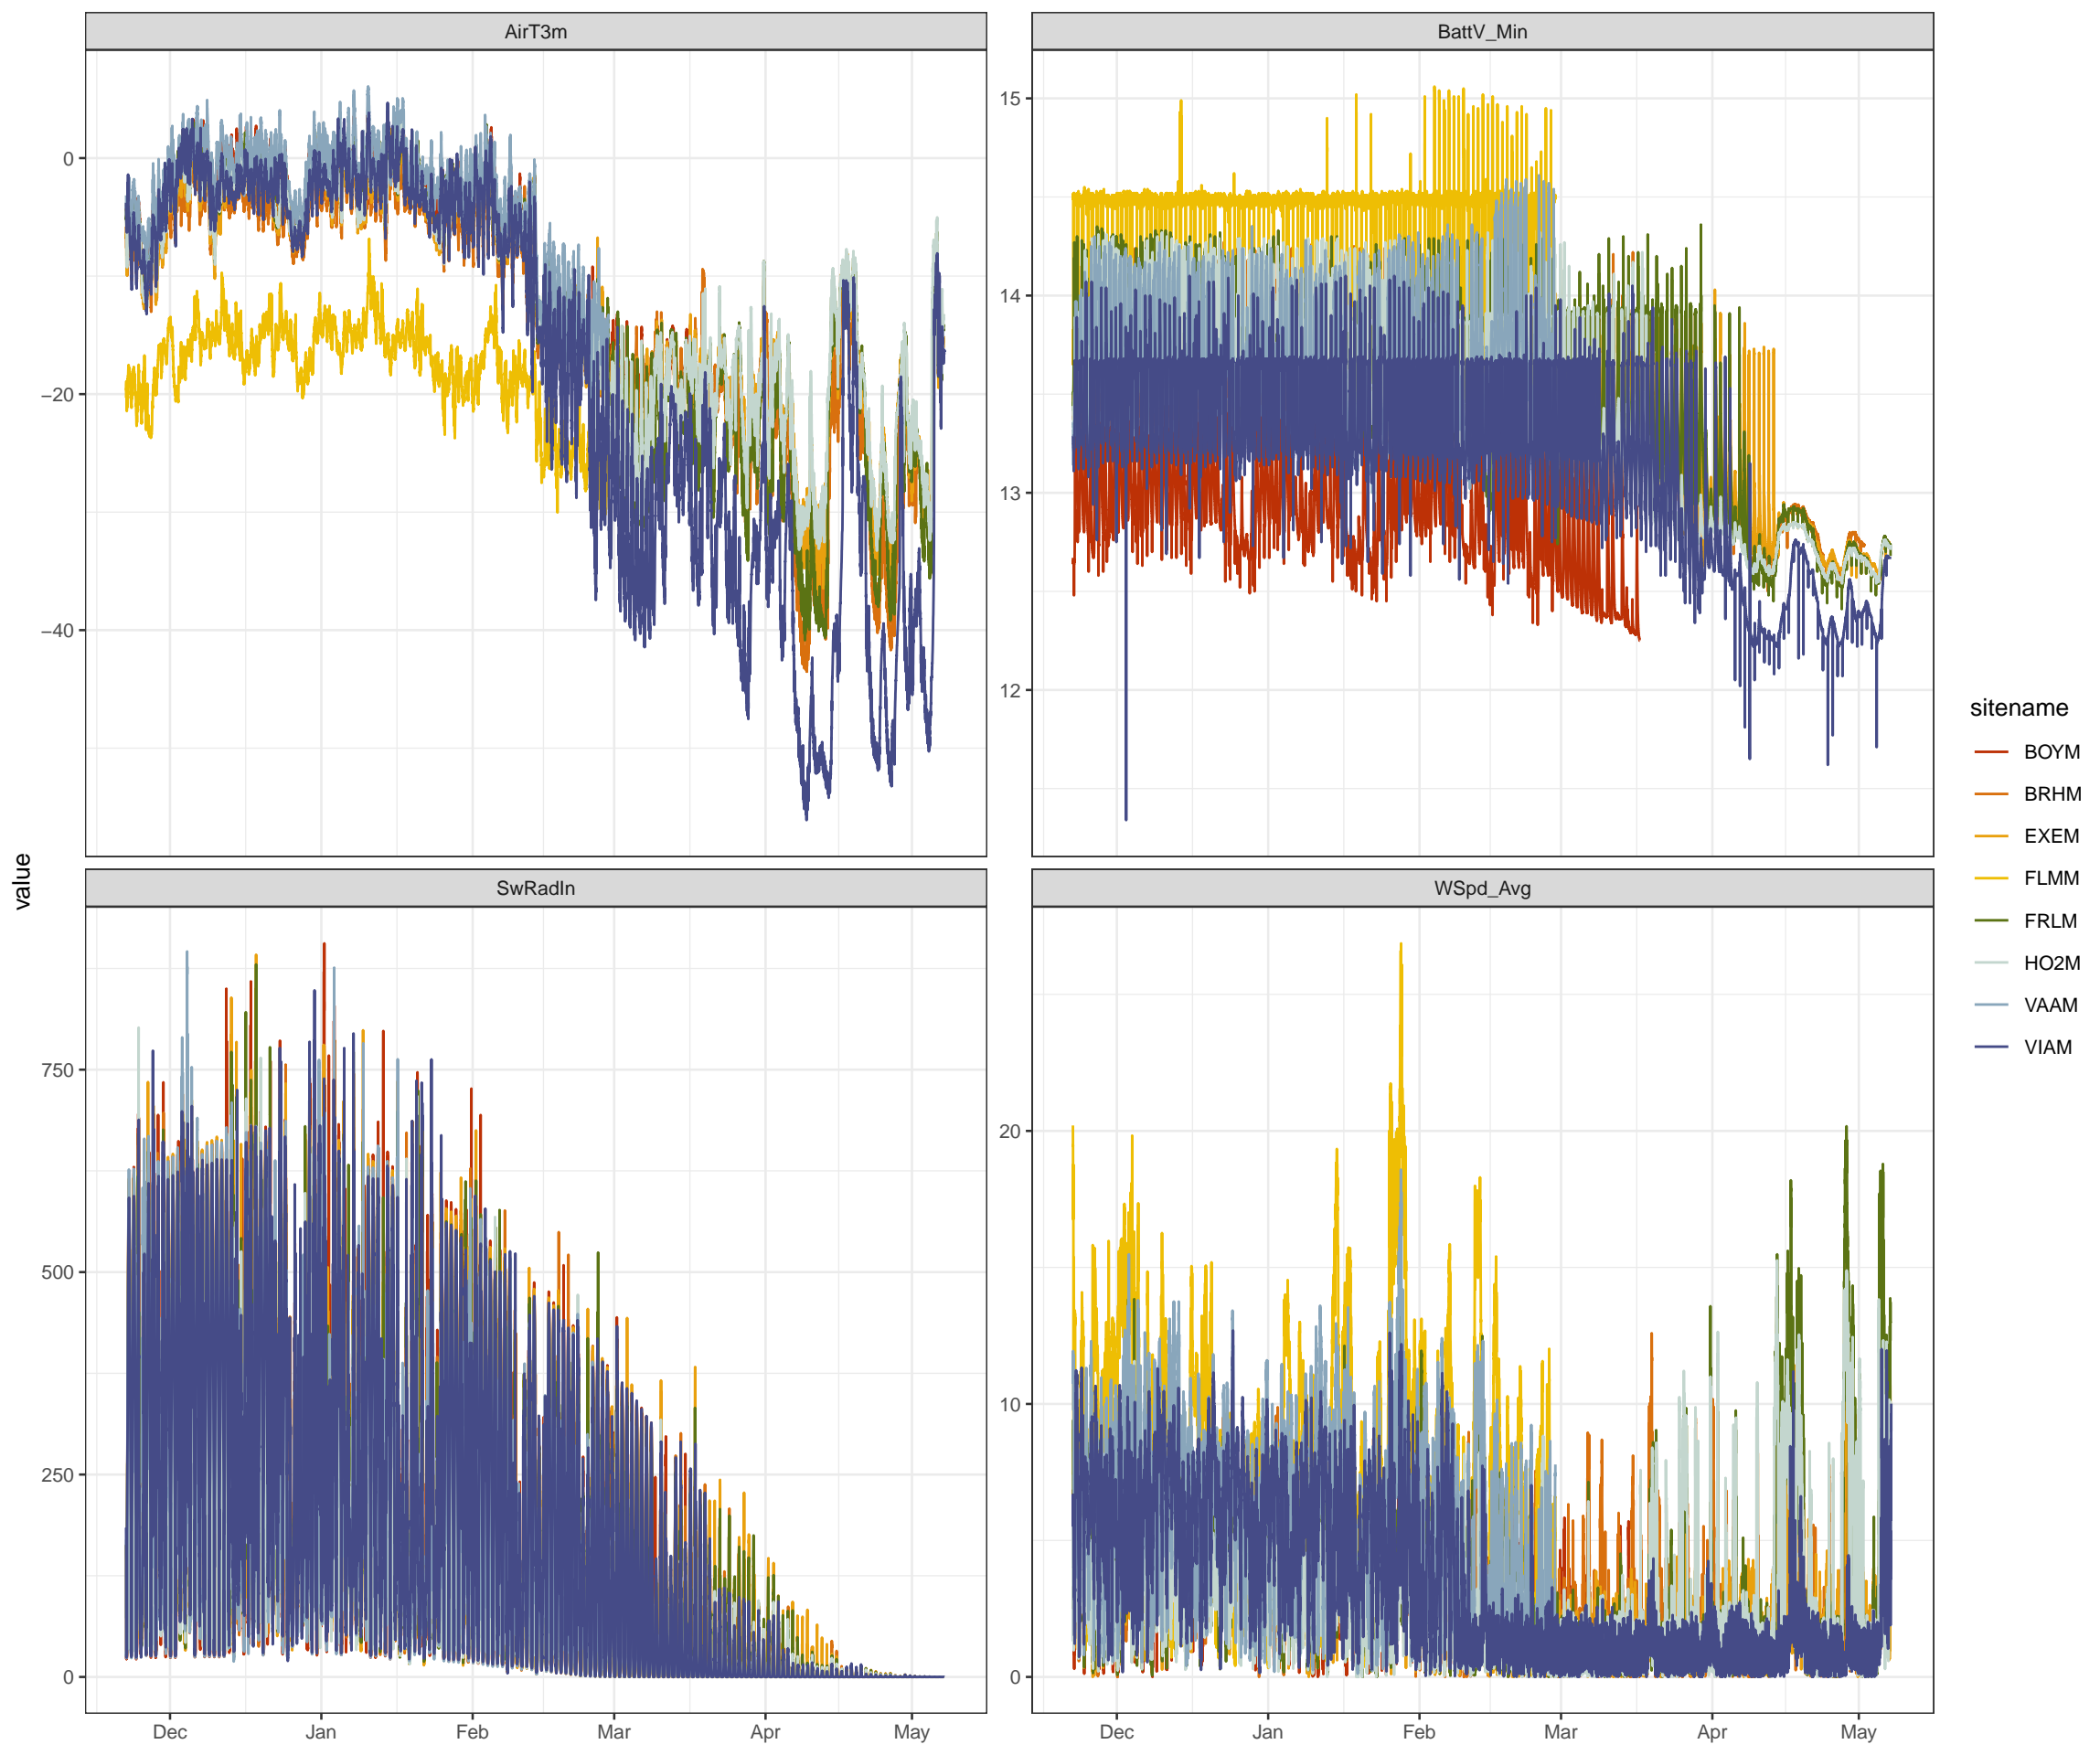 AirT3m
BattV_Min
0
−20
−40
15
14
13
12
SwRadIn
WSpd_Avg
750
500
250
0
20
10
0
Dec Jan Feb Mar Apr May
Dec Jan Feb Mar Apr May
value
sitename
BOYM
BRHM
EXEM
FLMM
FRLM
HO2M
VAAM
VIAM